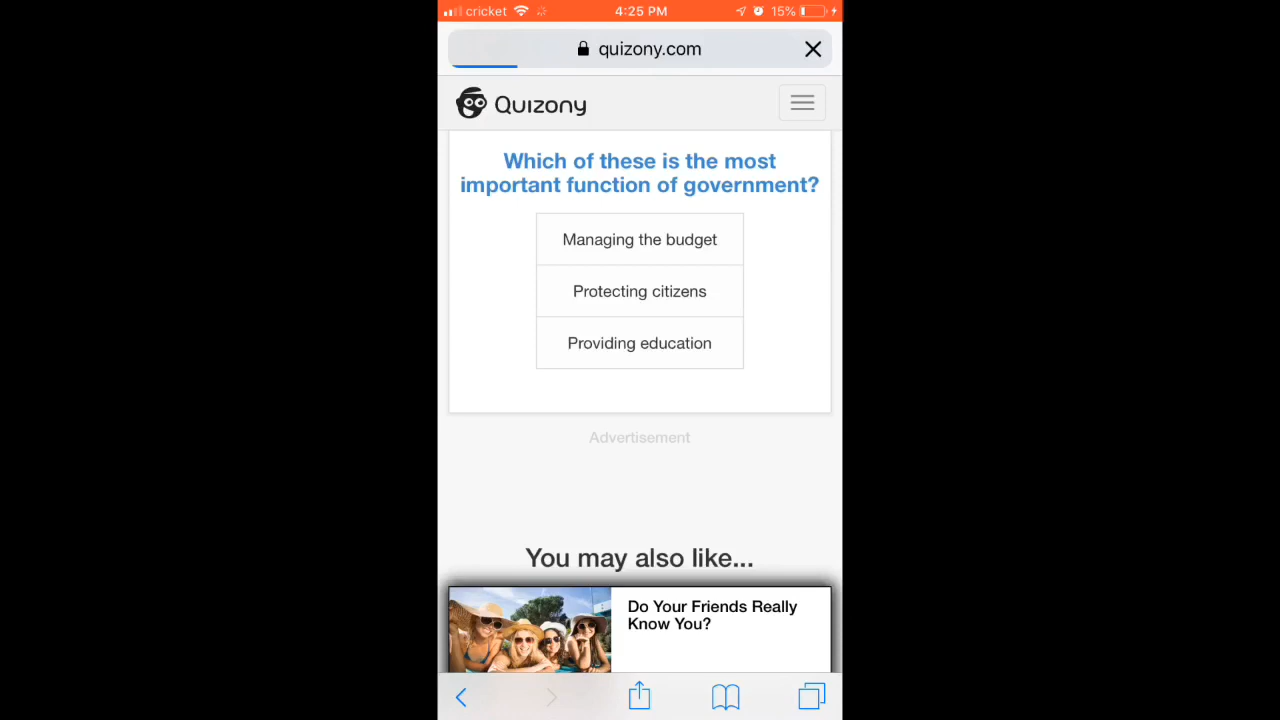 cricket 4:25 PM 15%
quizony.com
Quizony
Which of these is the most
important function of government?
Managing the budget
Protecting citizens
Providing education
Advertisement
You may also like...
Do Your Friends Really
Know You?